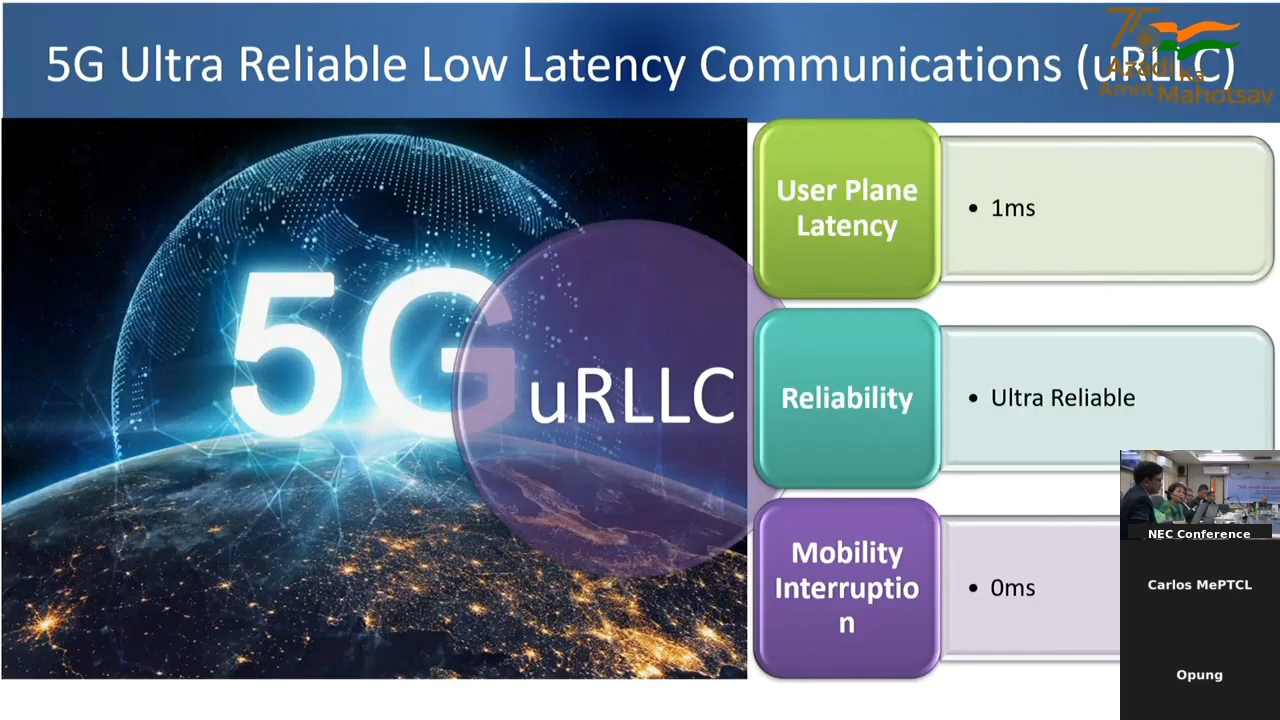 5G Ultra Reliable Low Latency Communications (uRLLC)
75
Azadi Ka
Amrit Mahotsav
5G
uRLLC
User Plane
Latency
• 1ms
Reliability
• Ultra Reliable
Mobility
Interruptio
n
• 0ms
NEC Conference
Carlos MePTCL
Opung